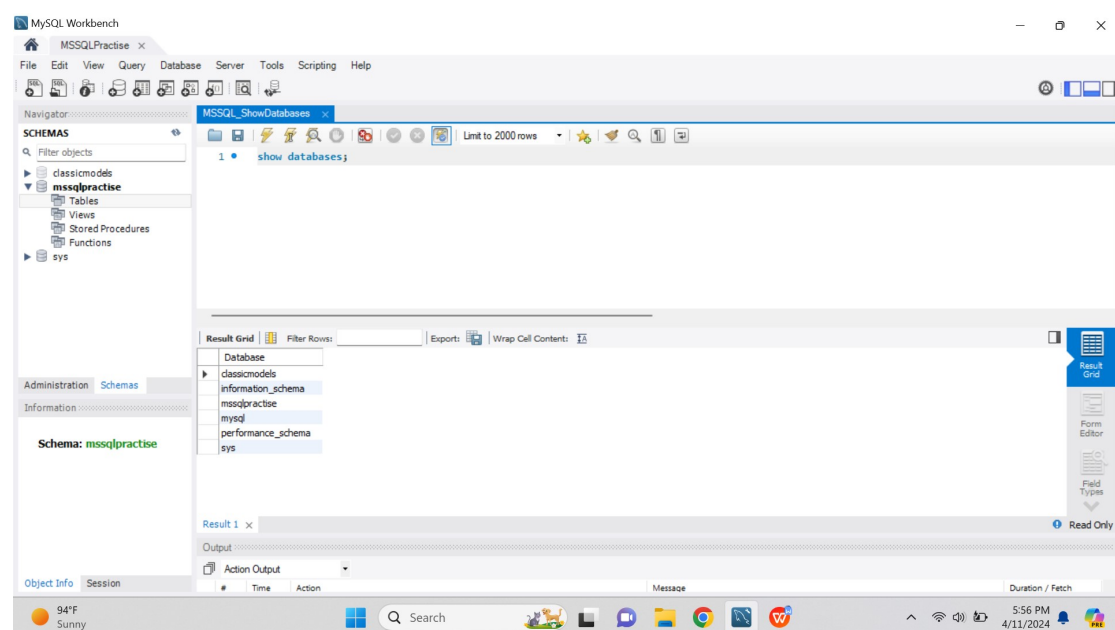 MySQL Workbench
MSSQLPractise
File Edit View Query Database Server Tools Scripting Help
Navigator
MSSQL_ShowDatabases
SCHEMAS
Limit to 2000 rows
Filter objects
1 show databases;
classicmodels
mssqlpractise
Tables
Views
Stored Procedures
Functions
sys
Result Grid Filter Rows: Export: Wrap Cell Content:
Database
classicmodels
information_schema
mssqlpractise
mysql
performance_schema
sys
Result Grid
Form Editor
Field Types
Administration Schemas
Information
Schema: mssqlpractise
Result 1
Read Only
Output
Action Output
Object Info Session
# Time Action Message Duration / Fetch
94°F
Sunny
Search
5:56 PM
4/11/2024
PRE